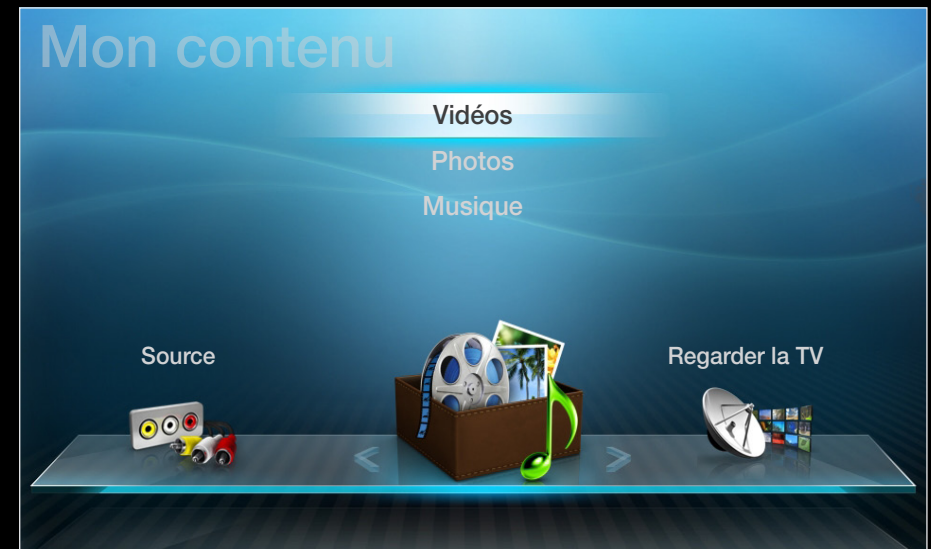 Mon contenu
Vidéos
Photos
Musique
Source
Regarder la TV